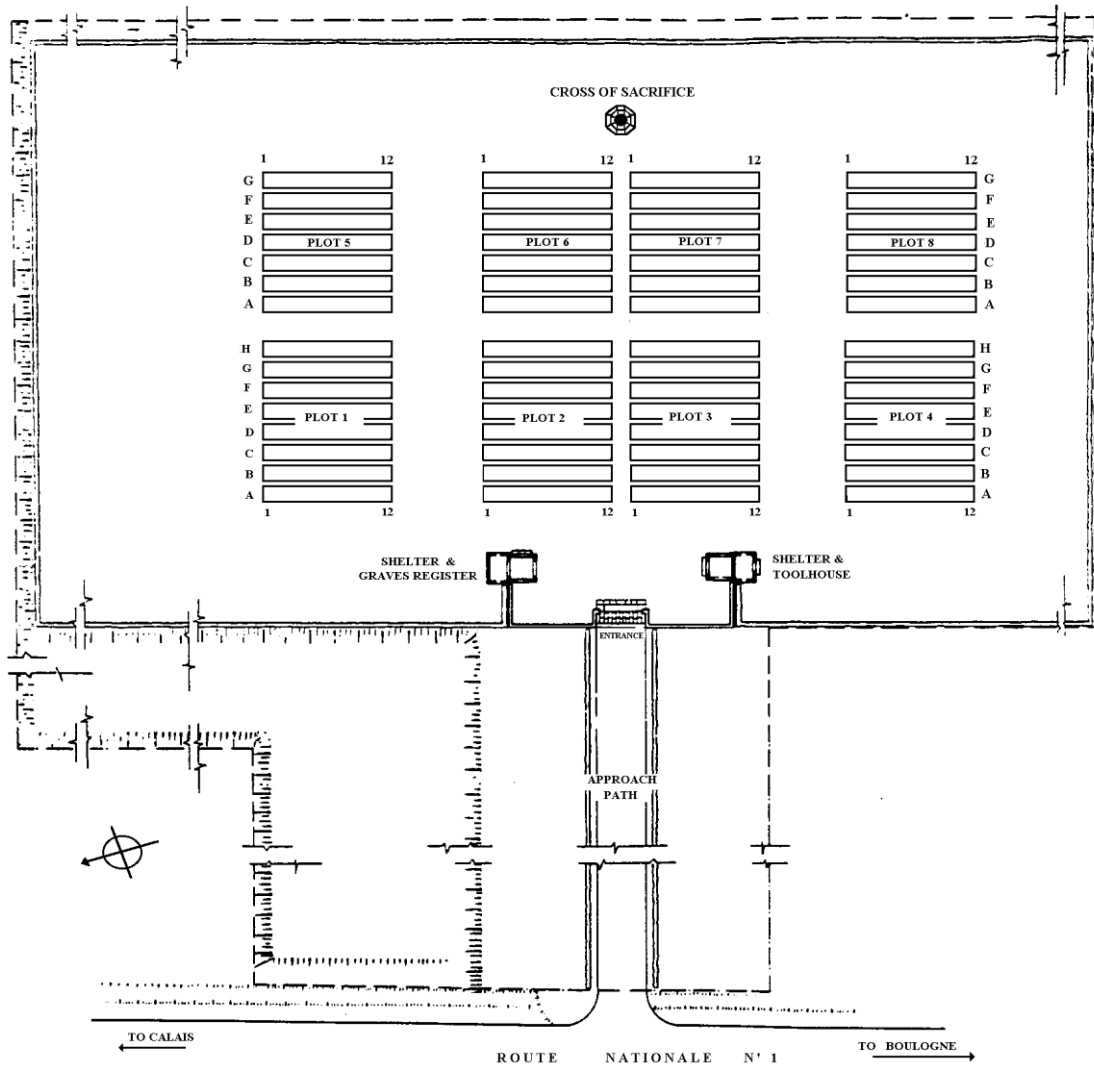 CROSS OF SACRIFICE
1 12 1 12 1 12 1 12
G G
F F
E E
D PLOT 5 PLOT 6 PLOT 7 PLOT 8 D
C C
B B
A A
H H
G G
F F
E E
PLOT 1 PLOT 2 PLOT 3 PLOT 4
D D
C C
B B
A A
1 12 1 12 1 12 1 12
SHELTER &
GRAVES REGISTER
SHELTER &
TOOLHOUSE
ENTRANCE
APPROACH
PATH
TO CALAIS
TO BOULOGNE
ROUTE NATIONALE N' 1